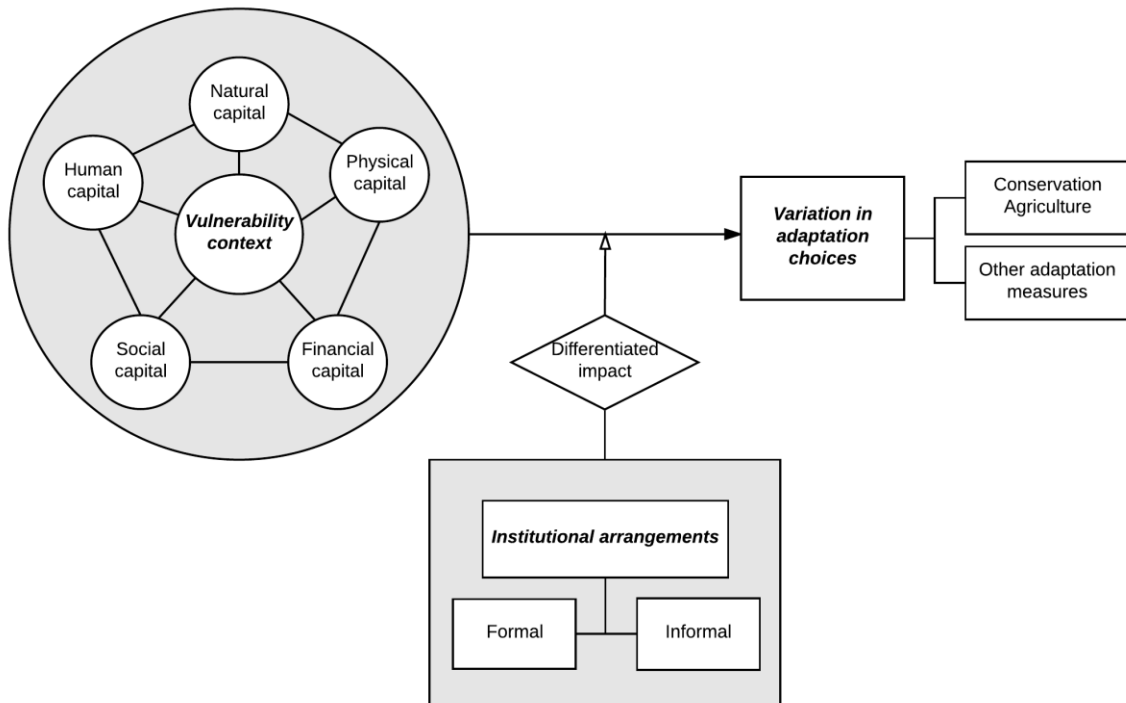 Natural
capital
Human
capital
Physical
capital
Vulnerability
context
Social
capital
Financial
capital
Variation in
adaptation
choices
Conservation
Agriculture
Other adaptation
measures
Differentiated
impact
Institutional arrangements
Formal
Informal